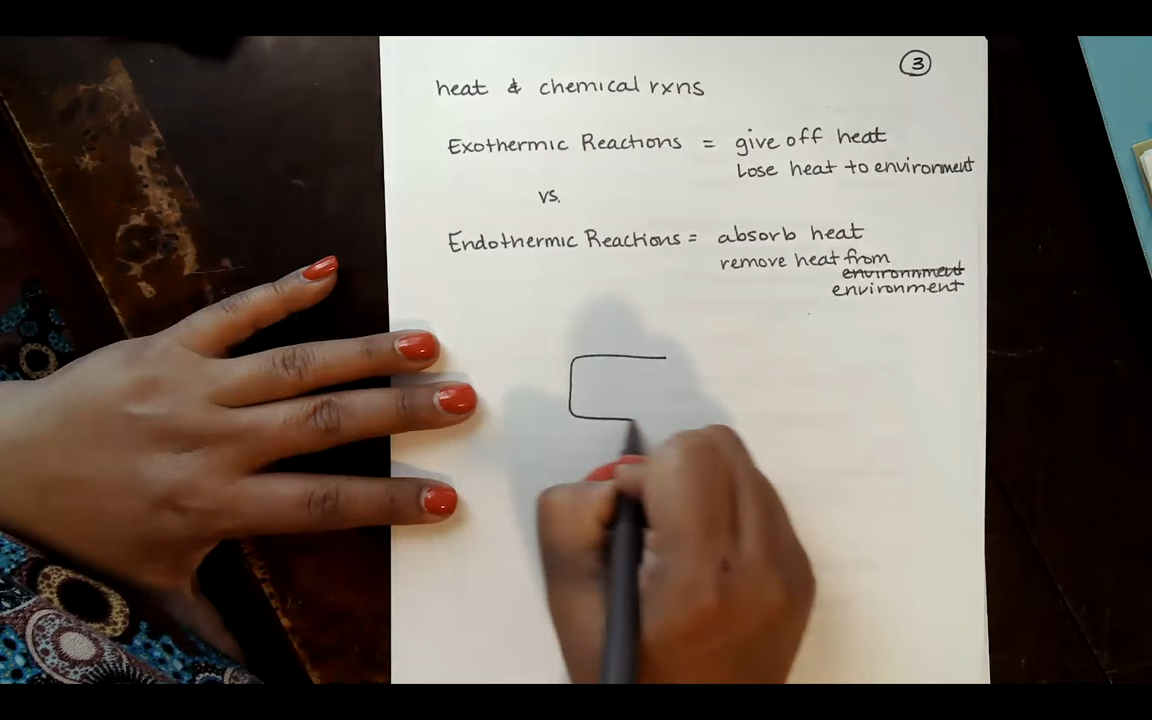 3
heat & chemical rxns
Exothermic Reactions = give off heat
Lose heat to environment
vs.
Endothermic Reactions = absorb heat
remove heat from
environnment
environment